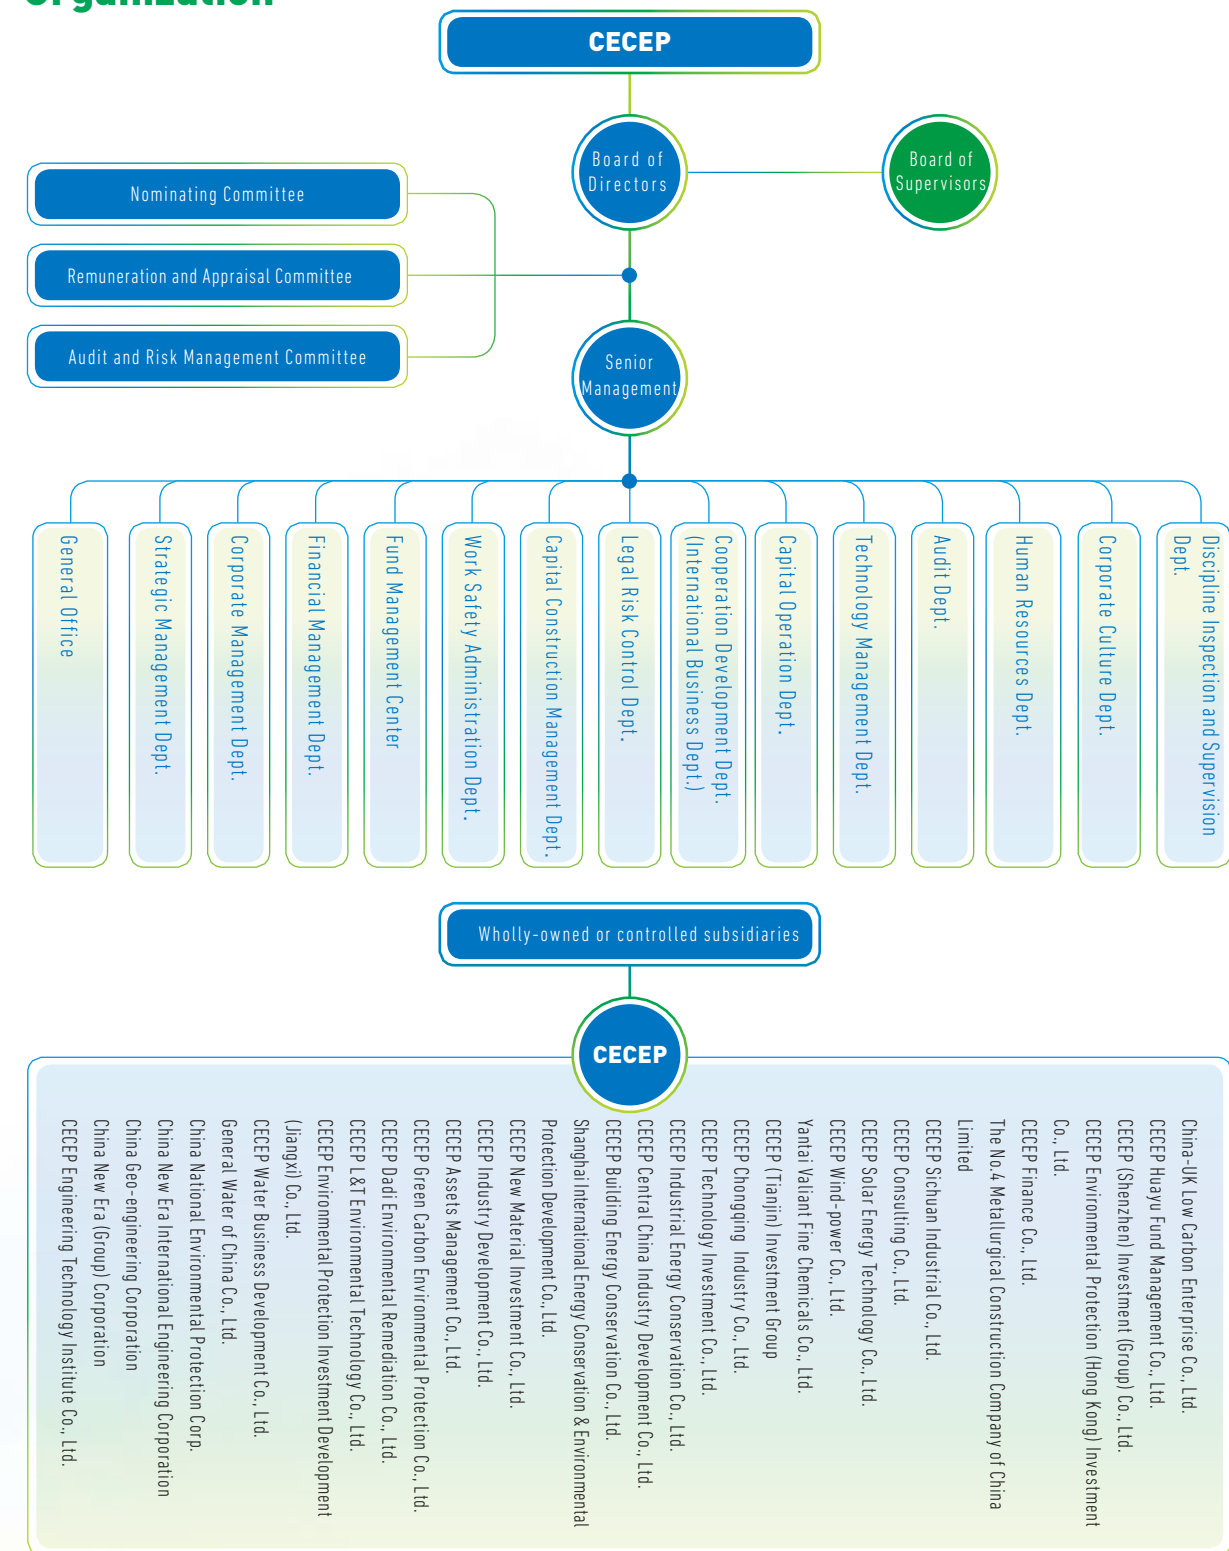 Organization
CECEP
Board of
Directors
Board of
Supervisors
Nominating Committee
Remuneration and Appraisal Committee
Audit and Risk Management Committee
Senior
Management
General Office
Strategic Management Dept.
Corporate Management Dept.
Financial Management Dept.
Fund Management Center
Work Safety Administration Dept.
Capital Construction Management Dept.
Legal Risk Control Dept.
Cooperation Development Dept.
(International Business Dept.)
Capital Operation Dept.
Technology Management Dept.
Audit Dept.
Human Resources Dept.
Corporate Culture Dept.
Discipline Inspection and Supervision
Dept.
Wholly-owned or controlled subsidiaries
CECEP
China-UK Low Carbon Enterprise Co., Ltd.
CECEP Huayu Fund Management Co., Ltd.
CECEP (Shenzhen) Investment (Group) Co., Ltd.
CECEP Environmental Protection (Hong Kong) Investment
Co., Ltd.
CECEP Finance Co., Ltd.
The No.4 Metallurgical Construction Company of China
Limited
CECEP Sichuan Industrial Co., Ltd.
CECEP Consulting Co., Ltd.
CECEP Solar Energy Technology Co., Ltd.
CECEP Wind-power Co., Ltd.
Yantai Valiant Fine Chemicals Co., Ltd.
CECEP (Tianjin) Investment Group
CECEP Chongqing Industry Co., Ltd.
CECEP Technology Investment Co., Ltd.
CECEP Industrial Energy Conservation Co., Ltd.
CECEP Central China Industry Development Co., Ltd.
CECEP Building Energy Conservation Co., Ltd.
Shanghai International Energy Conservation & Environmental
Protection Development Co., Ltd.
CECEP New Material Investment Co., Ltd.
CECEP Industry Development Co., Ltd.
CECEP Assets Management Co., Ltd.
CECEP Green Carbon Environmental Protection Co., Ltd.
CECEP Dadi Environmental Remediation Co., Ltd.
CECEP L&T Environmental Technology Co., Ltd.
CECEP Environmental Protection Investment Development
(Jiangxi) Co., Ltd.
CECEP Water Business Development Co., Ltd.
General Water of China Co., Ltd.
China National Environmental Protection Corp.
China New Era International Engineering Corporation
China Geo-engineering Corporation
China New Era (Group) Corporation
CECEP Engineering Technology Institute Co., Ltd.